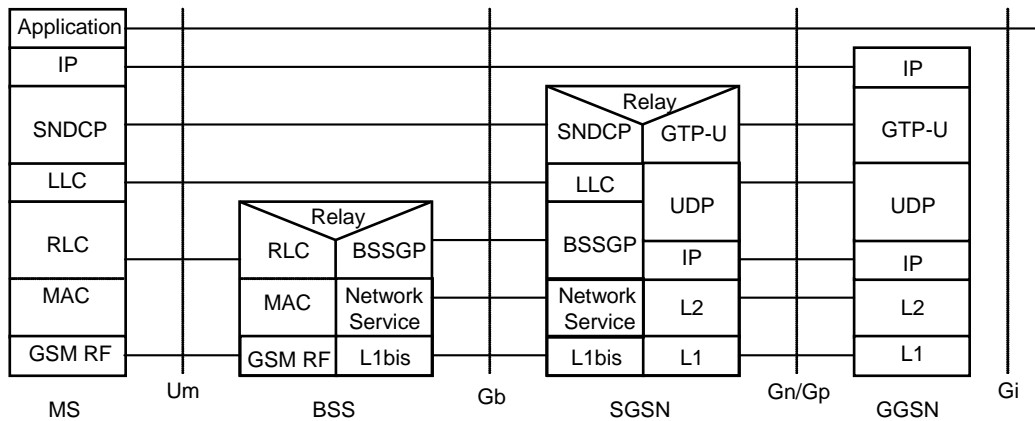 Application
IP
IP
Relay
SNDCP
SNDCP
GTP-U
GTP-U
LLC
LLC
UDP
UDP
Relay
RLC
RLC
BSSGP
BSSGP
IP
IP
MAC
MAC
Network
Service
Network
Service
L2
L2
GSM RF
GSM RF
L1bis
L1bis
L1
L1
Um
Gb
Gn/Gp
Gi
MS
BSS
SGSN
GGSN